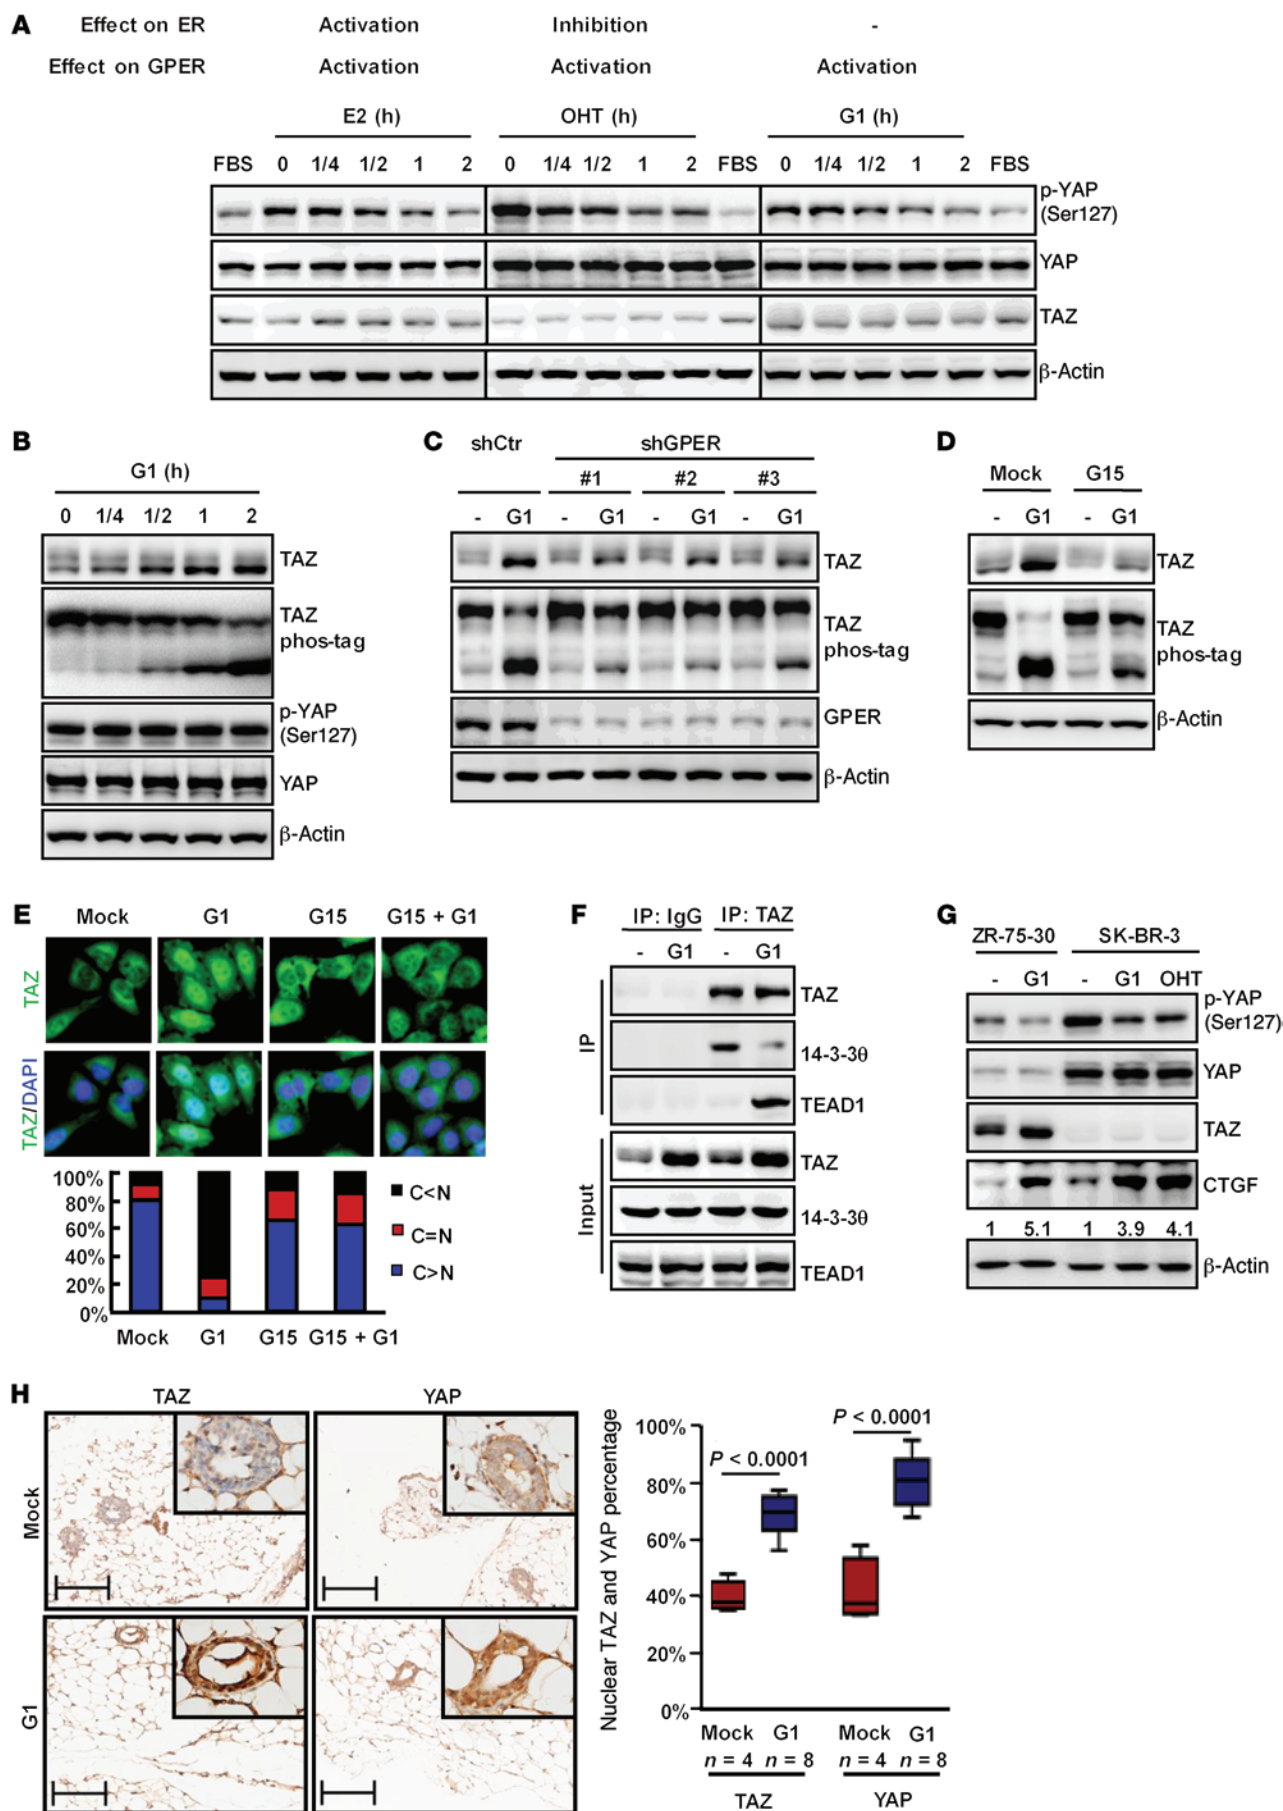 A
Effect on ER Activation Inhibition -
Effect on GPER Activation Activation Activation
E2 (h) OHT (h) G1 (h)
FBS 0 1/4 1/2 1 2 0 1/4 1/2 1 2 FBS 0 1/4 1/2 1 2 FBS
p-YAP
(Ser127)
YAP
TAZ
β-Actin
B
G1 (h)
0 1/4 1/2 1 2
TAZ
TAZ
phos-tag
p-YAP
(Ser127)
YAP
β-Actin
C
shCtr shGPER
#1 #2 #3
- G1 - G1 - G1 - G1
TAZ
TAZ
phos-tag
GPER
β-Actin
D
Mock G15
- G1 - G1
TAZ
TAZ
phos-tag
β-Actin
E
Mock G1 G15 G15 + G1
TAZ
TAZ/DAPI
100%
80%
60%
40%
20%
0%
C<N
C=N
C>N
Mock G1 G15 G15 + G1
F
IP: IgG IP: TAZ
- G1 - G1
IP
TAZ
14-3-3θ
TEAD1
Input
TAZ
14-3-3θ
TEAD1
G
ZR-75-30 SK-BR-3
- G1 - G1 OHT
p-YAP
(Ser127)
YAP
TAZ
CTGF
1 5.1 1 3.9 4.1
β-Actin
H
TAZ YAP
Mock
G1
Nuclear TAZ and YAP percentage
100%
80%
60%
40%
20%
0%
P < 0.0001
P < 0.0001
Mock G1 Mock G1
n = 4 n = 8 n = 4 n = 8
TAZ YAP